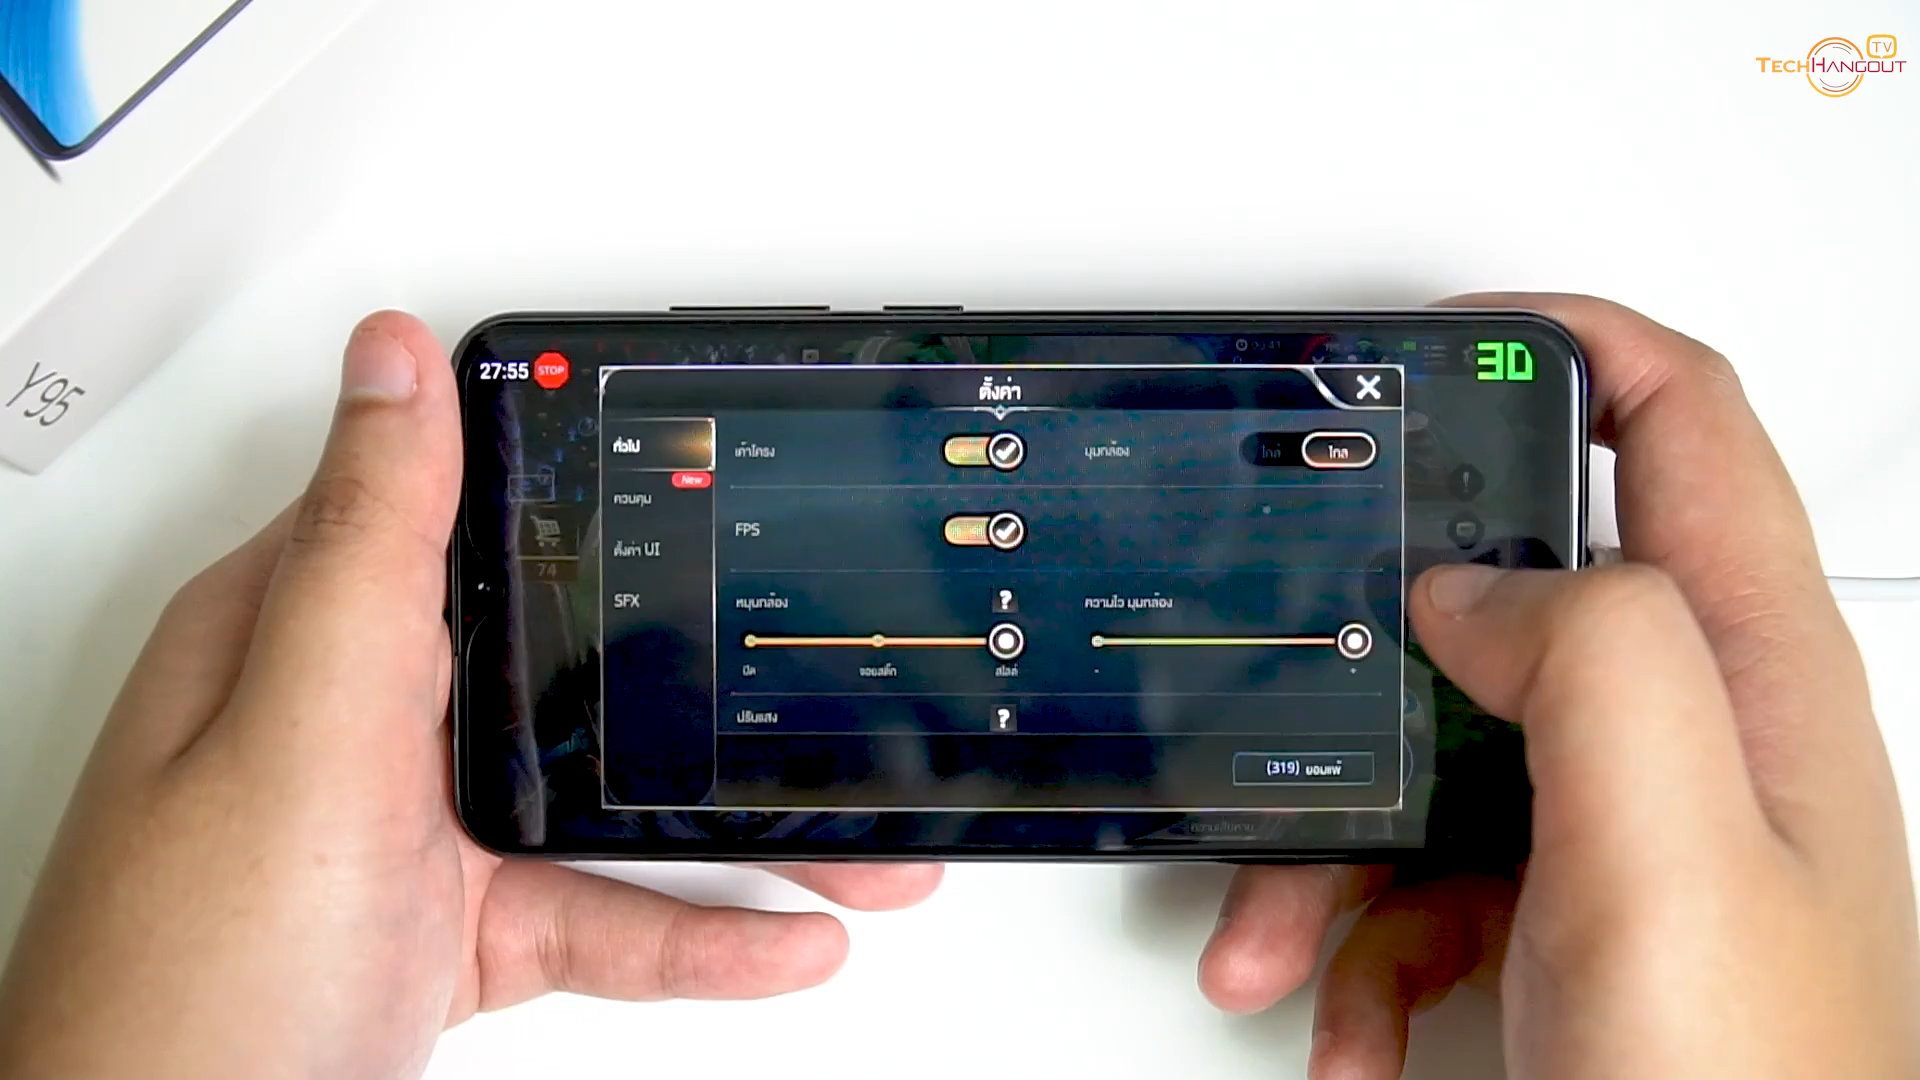 TECHHANGOUT TV
Y95
27:55 STOP
30
ตั้งค่า
ทั่วไป
New
ควบคุม
ตั้งค่า UI
SFX
เค้าโครง
มุมกล้อง
ใกล้
ไกล
FPS
หมุนกล้อง
?
ความไว มุมกล้อง
ปิด
จอยสติ๊ก
สไลด์
-
+
ปรับแสง
?
(319) ยอมแพ้
74